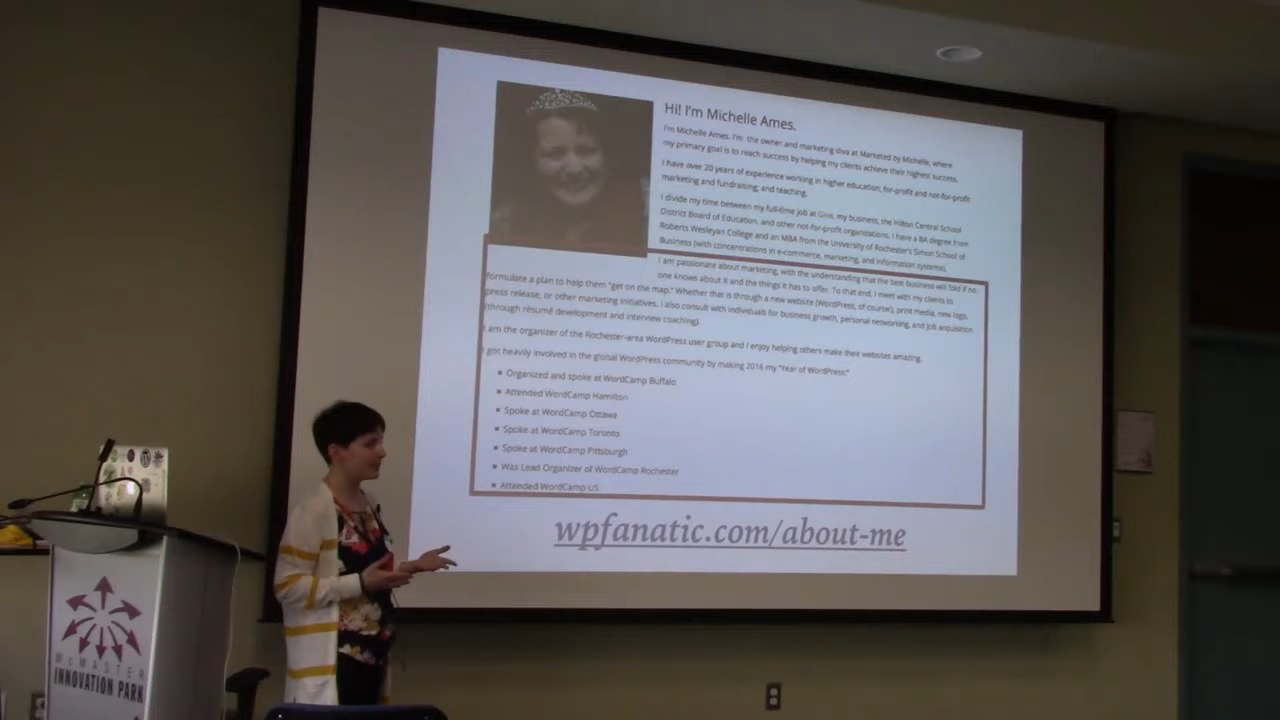 Hi! I'm Michelle Ames.
I'm Michelle Ames. I'm the owner and marketing diva at Marketed by Michelle, where
my primary goal is to reach success by helping my clients achieve their highest success.
I have over 20 years of experience working in higher education; for-profit and not-for-profit
marketing and fundraising; and teaching.
I divide my time between my full-time job at Give, my business, the Hilton Central School
District Board of Education, and other not-for-profit organizations. I have a BA degree from
Roberts Wesleyan College and an MBA from the University of Rochester's Simon School of
Business (with concentrations in e-commerce, marketing, and information systems).
I am passionate about marketing, with the understanding that the best business will fold if no
one knows about it and the things it has to offer. To that end, I meet with my clients to
formulate a plan to help them "get on the map." Whether that is through a new website (WordPress, of course!), print media, new logo,
press release, or other marketing initiatives. I also consult with individuals for business growth, personal networking, and job acquisition
(through résumé development and interview coaching).
I am the organizer of the Rochester-area WordPress user group and I enjoy helping others make their websites amazing.
I got heavily involved in the global WordPress community by making 2016 my "Year of WordPress:"
Organized and spoke at WordCamp Buffalo
Attended WordCamp Hamilton
Spoke at WordCamp Ottawa
Spoke at WordCamp Toronto
Spoke at WordCamp Pittsburgh
Was Lead Organizer of WordCamp Rochester
Attended WordCamp US
wpfanatic.com/about-me
McMASTER
INNOVATION PARK